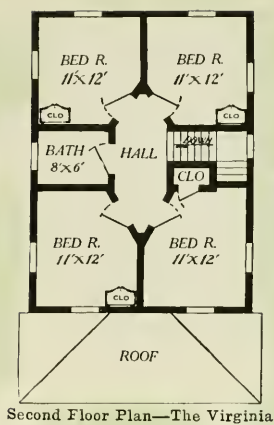 BED R.
11'X12'
BED R.
11'X12'
CLO
CLO
BATH
8'X6'
HALL
DOWN
CLO
BED R.
11'X12'
BED R.
11'X12'
CLO
ROOF
Second Floor Plan—The Virginia